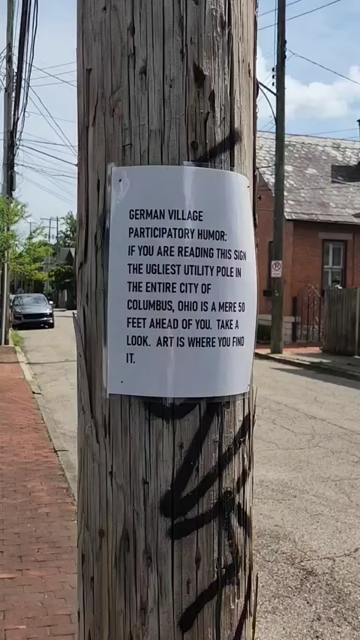 GERMAN VILLAGE
PARTICIPATORY HUMOR:
IF YOU ARE READING THIS SIGN
THE UGLIEST UTILITY POLE IN
THE ENTIRE CITY OF
COLUMBUS, OHIO IS A MERE 50
FEET AHEAD OF YOU. TAKE A
LOOK. ART IS WHERE YOU FIND
IT.